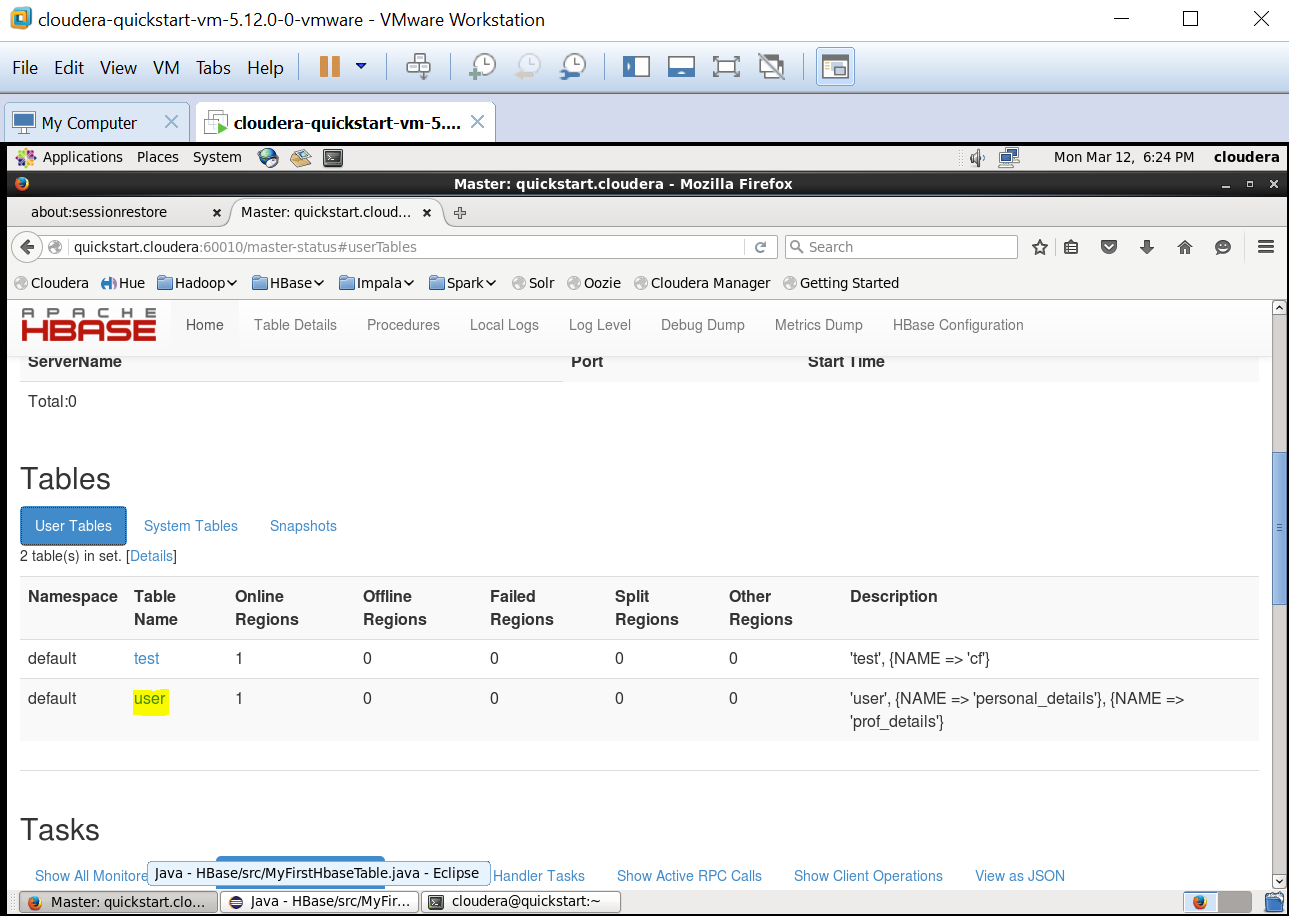 cloudera-quickstart-vm-5.12.0-0-vmware - VMware Workstation
File Edit View VM Tabs Help
My Computer cloudera-quickstart-vm-5....
Applications Places System Mon Mar 12, 6:24 PM cloudera
Master: quickstart.cloudera - Mozilla Firefox
about:sessionrestore Master: quickstart.cloud...
quickstart.cloudera:60010/master-status#userTables Search
Cloudera Hue Hadoop HBase Impala Spark Solr Oozie Cloudera Manager Getting Started
APACHE
HBASE Home Table Details Procedures Local Logs Log Level Debug Dump Metrics Dump HBase Configuration
ServerName Port Start Time
Total:0
Tables
User Tables System Tables Snapshots
2 table(s) in set. [Details]
Namespace Table Online Offline Failed Split Other Description
Name Regions Regions Regions Regions Regions
default test 1 0 0 0 0 'test', {NAME => 'cf'}
default user 1 0 0 0 0 'user', {NAME => 'personal_details'}, {NAME =>
'prof_details'}
Tasks
Show All Monitore Java - HBase/src/MyFirstHbaseTable.java - Eclipse Handler Tasks Show Active RPC Calls Show Client Operations View as JSON
Master: quickstart.clo... Java - HBase/src/MyFir... cloudera@quickstart:~